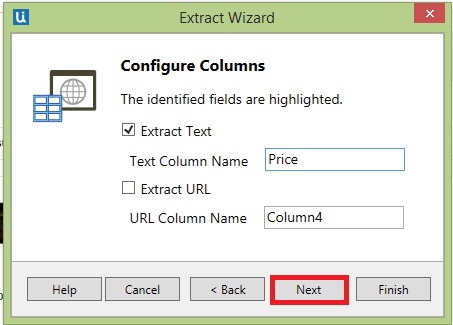 Ui
Extract Wizard
Configure Columns
The identified fields are highlighted.
Extract Text
Text Column Name Price
Extract URL
URL Column Name Column4
Help Cancel < Back Next Finish